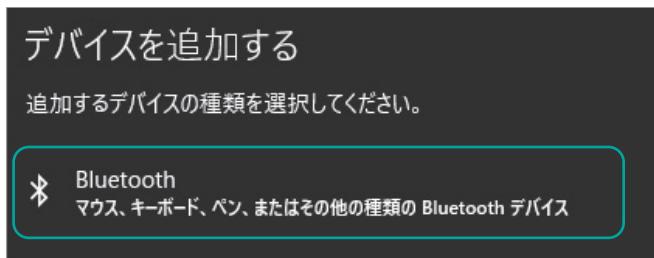 デバイスを追加する
追加するデバイスの種類を選択してください。
Bluetooth
マウス、キーボード、ペン、またはその他の種類の Bluetooth デバイス